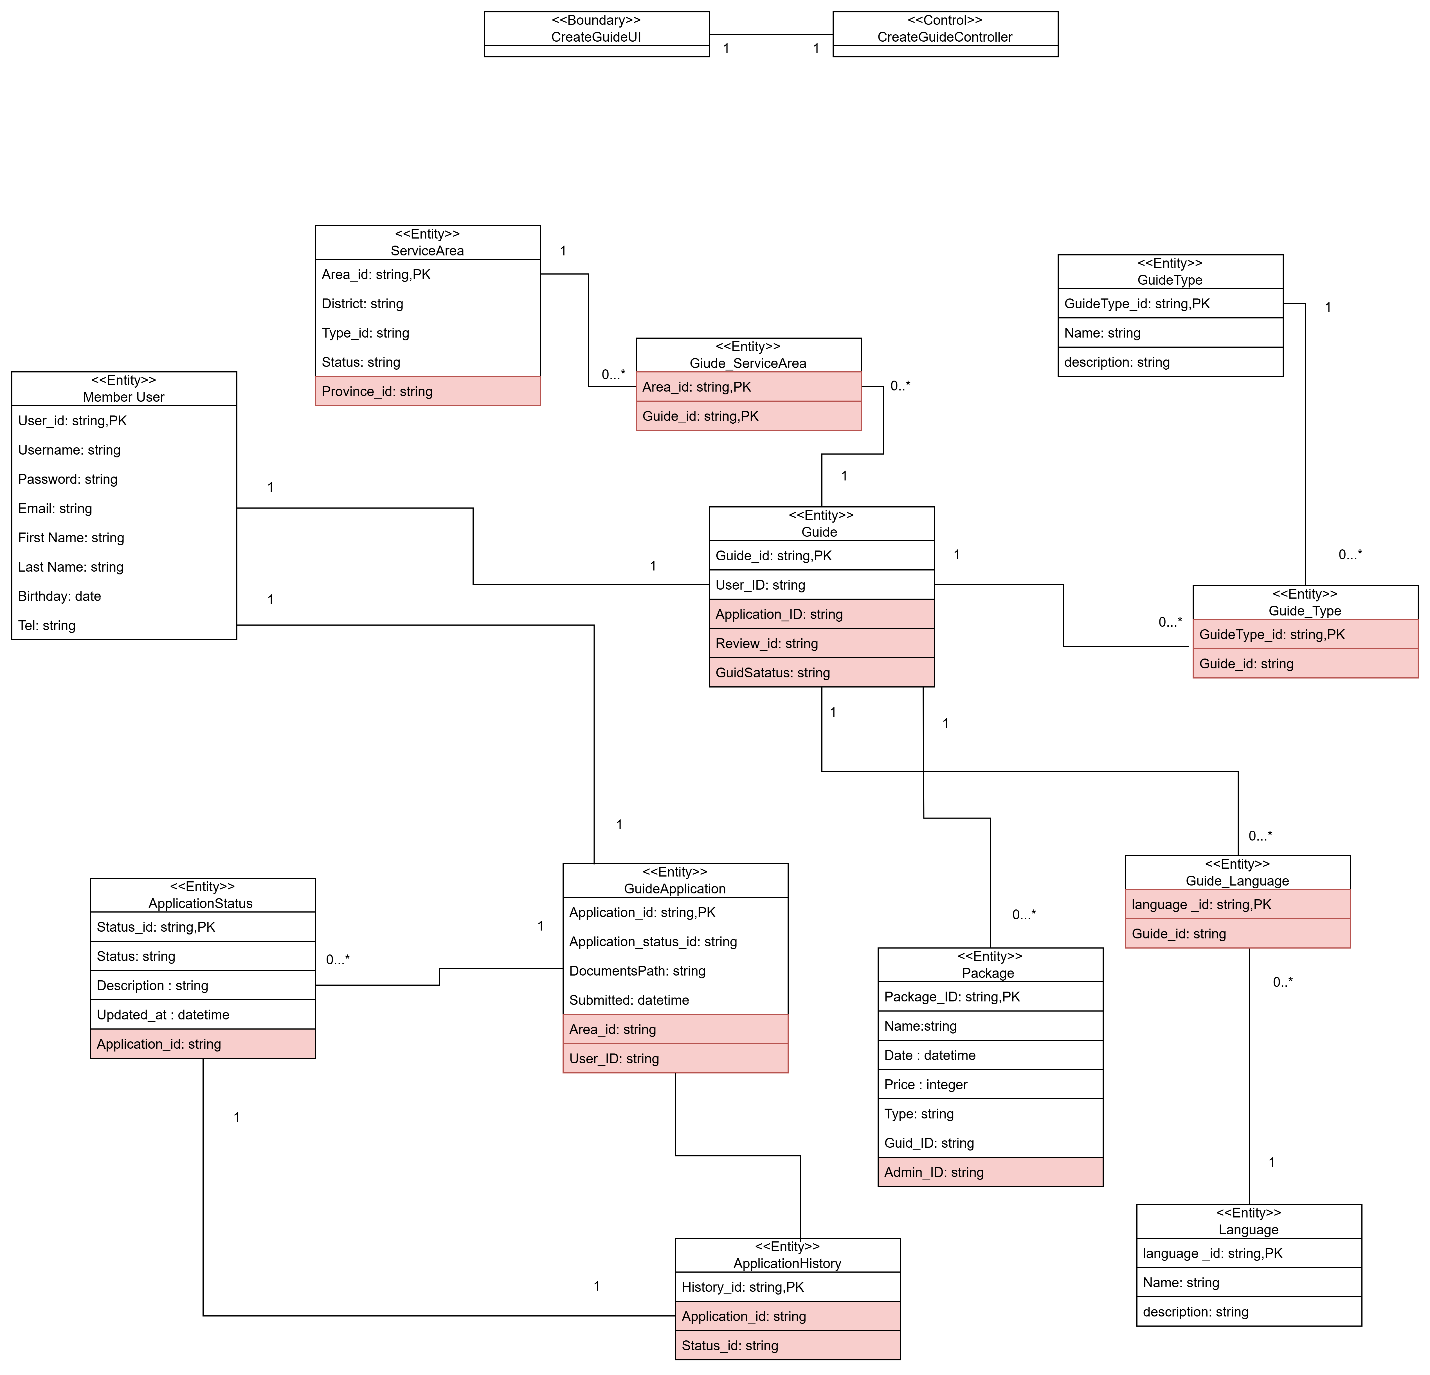 <<Boundary>>
CreateGuideUI
1
1
<<Control>>
CreateGuideController
<<Entity>>
ServiceArea
Area_id: string,PK
District: string
Type_id: string
Status: string
Province_id: string
1
0...*
<<Entity>>
Giude_ServiceArea
Area_id: string,PK
Guide_id: string,PK
0..*
1
<<Entity>>
GuideType
GuideType_id: string,PK
Name: string
description: string
1
0...*
<<Entity>>
Member User
User_id: string,PK
Username: string
Password: string
Email: string
First Name: string
Last Name: string
Birthday: date
Tel: string
1
1
1
1
<<Entity>>
Guide
Guide_id: string,PK
User_ID: string
Application_ID: string
Review_id: string
GuidSatatus: string
1
0...*
1
1
<<Entity>>
Guide_Type
GuideType_id: string,PK
Guide_id: string
<<Entity>>
ApplicationStatus
Status_id: string,PK
Status: string
Description : string
Updated_at : datetime
Application_id: string
0...*
1
1
<<Entity>>
GuideApplication
Application_id: string,PK
Application_status_id: string
DocumentsPath: string
Submitted: datetime
Area_id: string
User_ID: string
0...*
<<Entity>>
Package
Package_ID: string,PK
Name:string
Date : datetime
Price : integer
Type: string
Guid_ID: string
Admin_ID: string
0...*
<<Entity>>
Guide_Language
language _id: string,PK
Guide_id: string
0..*
1
<<Entity>>
Language
language _id: string,PK
Name: string
description: string
1
<<Entity>>
ApplicationHistory
History_id: string,PK
Application_id: string
Status_id: string